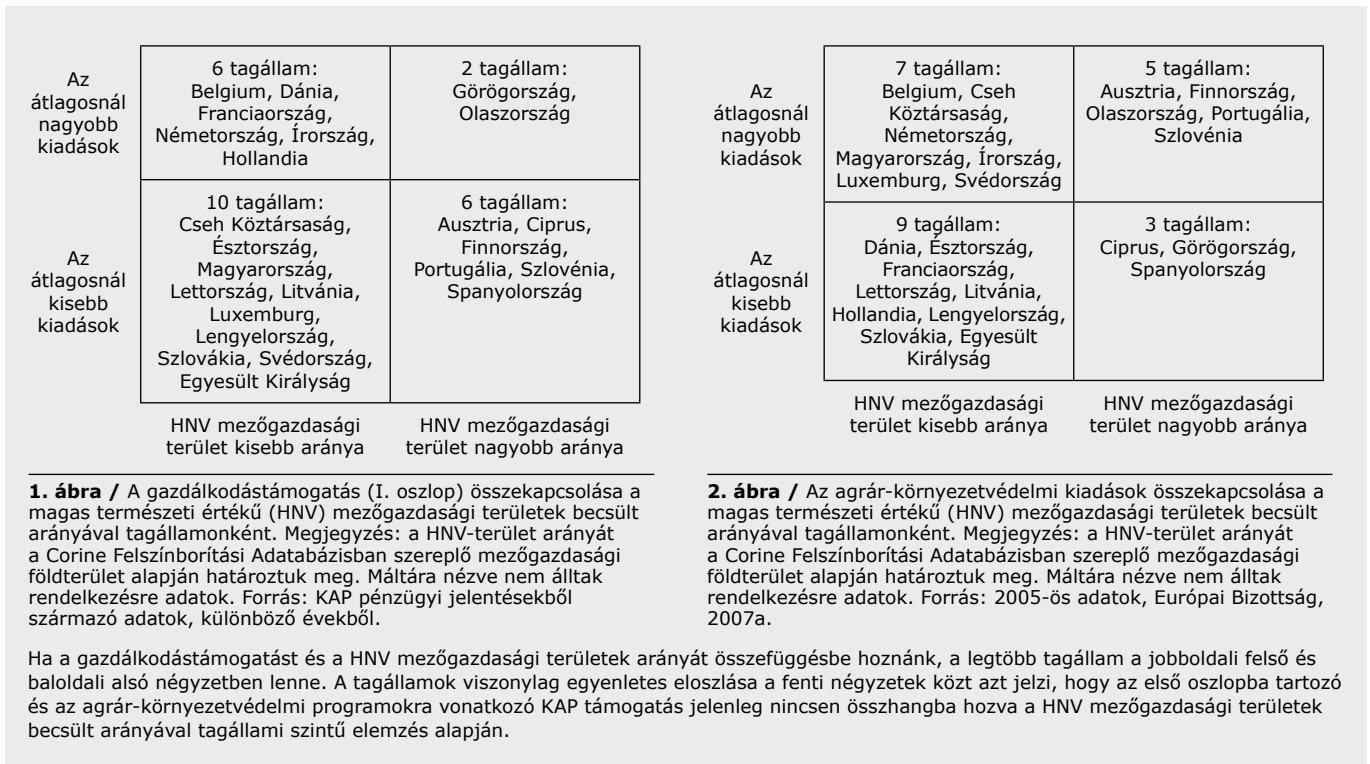 Az
átlagosnál
nagyobb
kiadások
6 tagállam:
Belgium, Dánia,
Franciaország,
Németország, Írország,
Hollandia
2 tagállam:
Görögország,
Olaszország
Az
átlagosnál
kisebb
kiadások
10 tagállam:
Cseh Köztársaság,
Észtország,
Magyarország,
Lettország, Litvánia,
Luxemburg,
Lengyelország,
Szlovákia, Svédország,
Egyesült Királyság
6 tagállam:
Ausztria, Ciprus,
Finnország,
Portugália, Szlovénia,
Spanyolország
HNV mezőgazdasági
terület kisebb aránya
HNV mezőgazdasági
terület nagyobb aránya
1. ábra / A gazdálkodástámogatás (I. oszlop) összekapcsolása a
magas természeti értékű (HNV) mezőgazdasági területek becsült
arányával tagállamonként. Megjegyzés: a HNV-terület arányát
a Corine Felszínborítási Adatabázisban szereplő mezőgazdasági
földterület alapján határoztuk meg. Máltára nézve nem álltak
rendelkezésre adatok. Forrás: KAP pénzügyi jelentésekből
származó adatok, különböző évekből.
Az
átlagosnál
nagyobb
kiadások
7 tagállam:
Belgium, Cseh
Köztársaság,
Németország,
Magyarország, Írország,
Luxemburg, Svédország
5 tagállam:
Ausztria, Finnország,
Olaszország, Portugália,
Szlovénia
Az
átlagosnál
kisebb
kiadások
9 tagállam:
Dánia, Észtország,
Franciaország,
Lettország, Litvánia,
Hollandia, Lengyelország,
Szlovákia, Egyesült
Királyság
3 tagállam:
Ciprus, Görögország,
Spanyolország
HNV mezőgazdasági
terület kisebb aránya
HNV mezőgazdasági
terület nagyobb aránya
2. ábra / Az agrár-környezetvédelmi kiadások összekapcsolása a
magas természeti értékű (HNV) mezőgazdasági területek becsült
arányával tagállamonként. Megjegyzés: a HNV-terület arányát
a Corine Felszínborítási Adatabázisban szereplő mezőgazdasági
földterület alapján határoztuk meg. Máltára nézve nem álltak
rendelkezésre adatok. Forrás: 2005-ös adatok, Európai Bizottság,
2007a.
Ha a gazdálkodástámogatást és a HNV mezőgazdasági területek arányát összefüggésbe hoznánk, a legtöbb tagállam a jobboldali felső és
baloldali alsó négyzetben lenne. A tagállamok viszonylag egyenletes eloszlása a fenti négyzetek közt azt jelzi, hogy az első oszlopba tartozó
és az agrár-környezetvédelmi programokra vonatkozó KAP támogatás jelenleg nincsen összhangba hozva a HNV mezőgazdasági területek
becsült arányával tagállami szintű elemzés alapján.